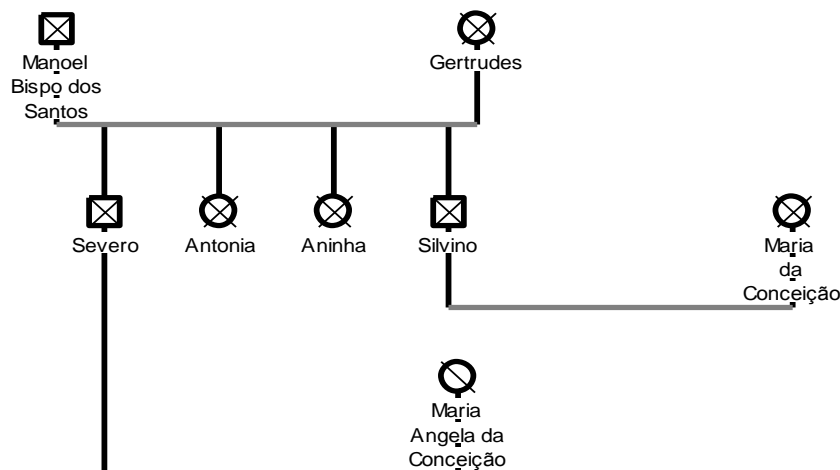 Manoel
Bispo dos
Santos
Gertrudes
Severo
Antonia
Aninha
Silvino
Maria
da
Conceição
Maria
Angela da
Conceição